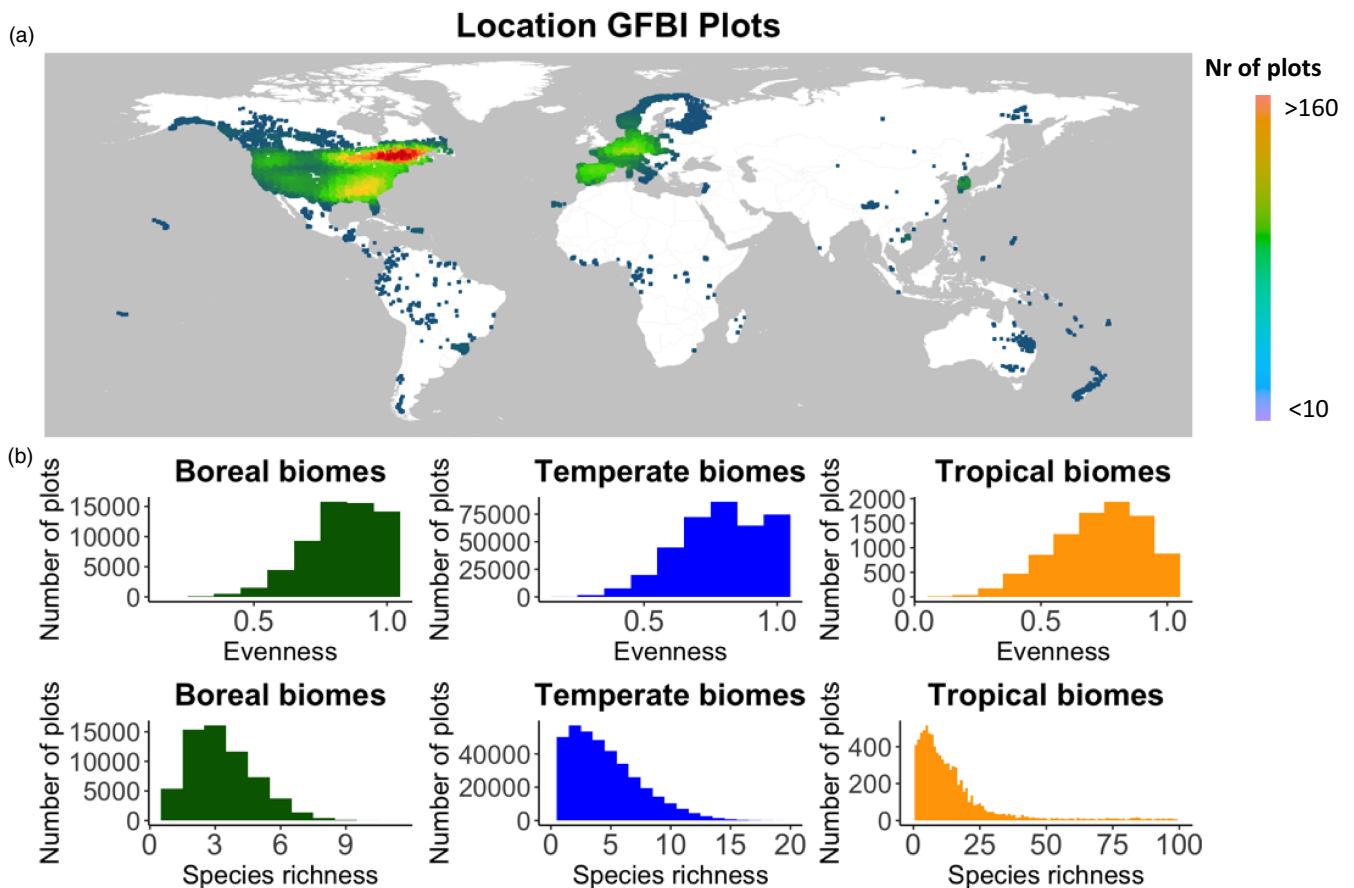 (a)
Location GFBI Plots
Nr of plots
>160
<10
(b)
Boreal biomes
Number of plots
15000
10000
5000
0
0.5
1.0
Evenness
Temperate biomes
Number of plots
75000
50000
25000
0
0.5
1.0
Evenness
Tropical biomes
Number of plots
2000
1500
1000
500
0
0.0
0.5
1.0
Evenness
Boreal biomes
Number of plots
15000
10000
5000
0
0
3
6
9
Species richness
Temperate biomes
Number of plots
40000
20000
0
0
5
10
15
20
Species richness
Tropical biomes
Number of plots
400
200
0
0
25
50
75
100
Species richness